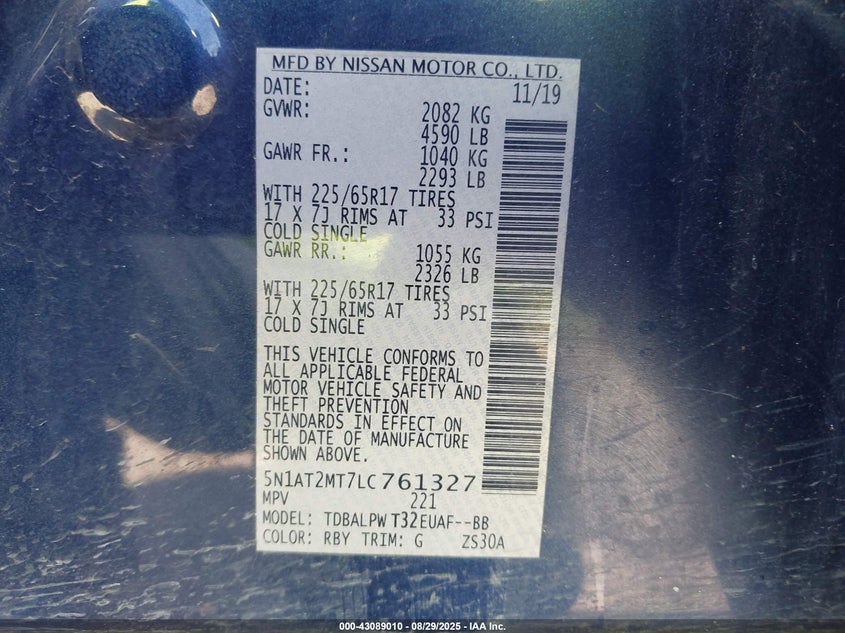 MFD BY NISSAN MOTOR CO., LTD.
DATE: 11/19
GVWR: 2082 KG
4590 LB
GAWR FR.: 1040 KG
2293 LB
WITH 225/65R17 TIRES
17 X 7J RIMS AT 33 PSI
COLD SINGLE
GAWR RR.: 1055 KG
2326 LB
WITH 225/65R17 TIRES
17 X 7J RIMS AT 33 PSI
COLD SINGLE
THIS VEHICLE CONFORMS TO
ALL APPLICABLE FEDERAL
MOTOR VEHICLE SAFETY AND
THEFT PREVENTION
STANDARDS IN EFFECT ON
THE DATE OF MANUFACTURE
SHOWN ABOVE.
5N1AT2MT7LC761327
MPV 221
MODEL: TDBALPW T32EUAF--BB
COLOR: RBY TRIM: G ZS30A
000-43089010 - 08/29/2025 - IAA Inc.